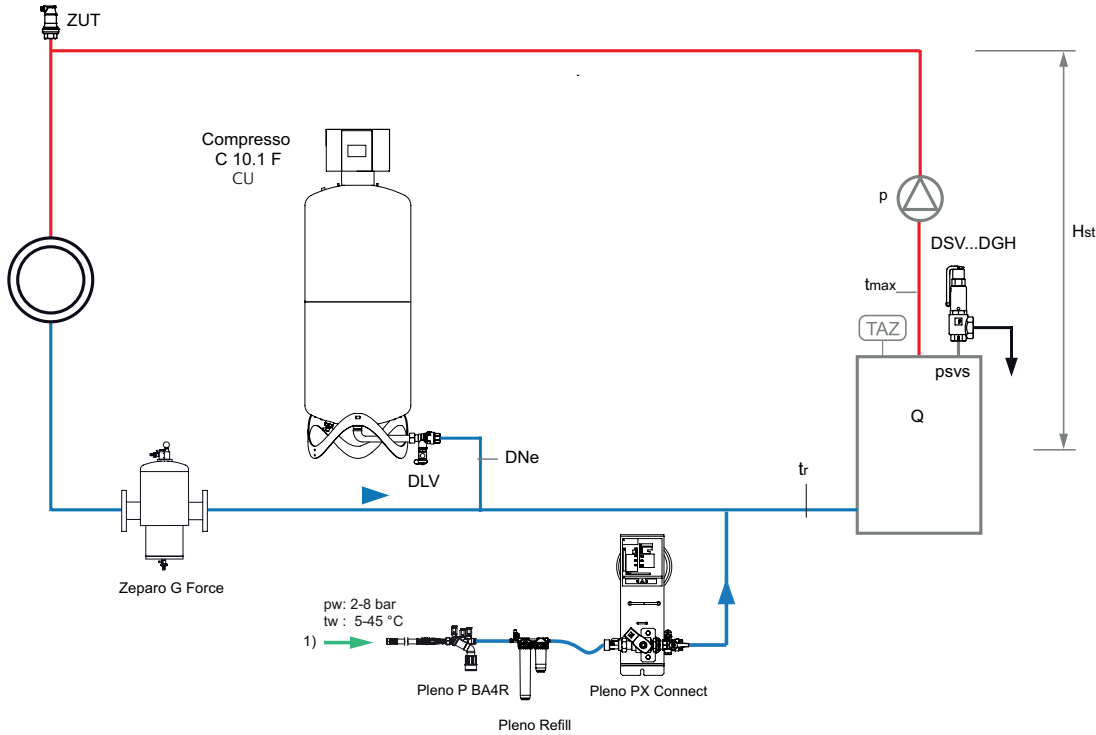 ZUT
Compresso
C 10.1 F
CU
p
Hst
DSV...DGH
tmax
TAZ
psvs
Q
DNe
DLV
tr
Zeparo G Force
pw: 2-8 bar
tw : 5-45 °C
1)
Pleno P BA4R
Pleno PX Connect
Pleno Refill